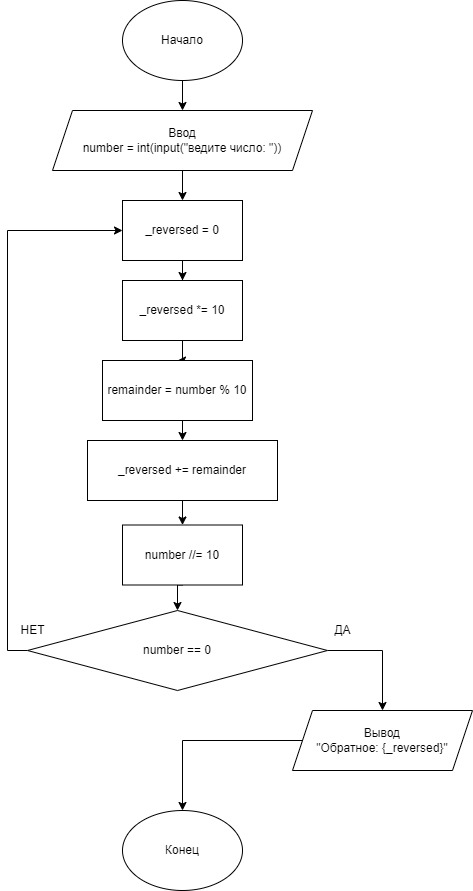 Начало
Ввод
number = int(input("ведите число: "))
_reversed = 0
_reversed *= 10
remainder = number % 10
_reversed += remainder
number //= 10
НЕТ
ДА
number == 0
Вывод
"Обратное: {_reversed}"
Конец